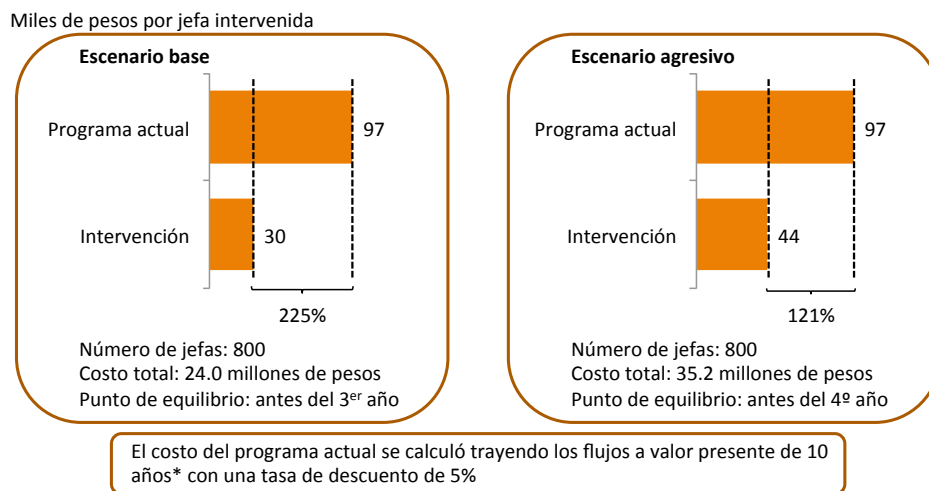 Miles de pesos por jefa intervenida
Escenario base
Programa actual
97
Intervención
30
225%
Número de jefas: 800
Costo total: 24.0 millones de pesos
Punto de equilibrio: antes del 3er año
Escenario agresivo
Programa actual
97
Intervención
44
121%
Número de jefas: 800
Costo total: 35.2 millones de pesos
Punto de equilibrio: antes del 4º año
El costo del programa actual se calculó trayendo los flujos a valor presente de 10
años* con una tasa de descuento de 5%